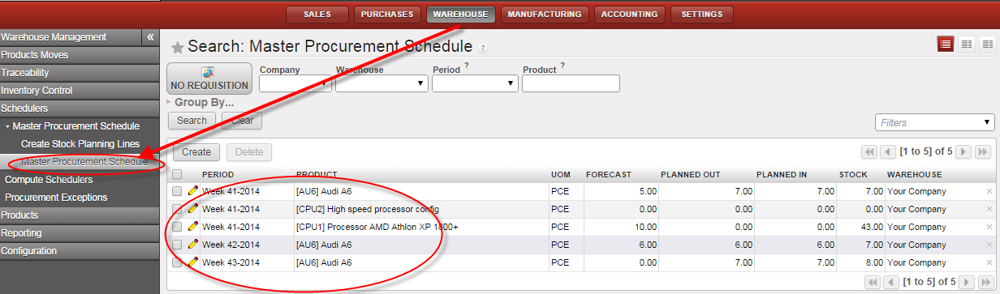 SALES PURCHASES WAREHOUSE MANUFACTURING ACCOUNTING SETTINGS
Warehouse Management «
Products Moves
Traceability
Inventory Control
Schedulers
Master Procurement Schedule
Create Stock Planning Lines
Master Procurement Schedule
Compute Schedulers
Procurement Exceptions
Products
Reporting
Configuration
Search: Master Procurement Schedule ?
NO REQUISITION
Company Warehouse Period ? Product ?
Group By...
Search Clear
Filters
Create Delete
[1 to 5] of 5
PERIOD PRODUCT UOM FORECAST PLANNED OUT PLANNED IN STOCK WAREHOUSE
Week 41-2014 [AU6] Audi A6 PCE 5.00 7.00 7.00 7.00 Your Company
Week 41-2014 [CPU2] High speed processor config PCE 0.00 0.00 0.00 0.00 Your Company
Week 41-2014 [CPU1] Processor AMD Athlon XP 1800+ PCE 10.00 0.00 0.00 43.00 Your Company
Week 42-2014 [AU6] Audi A6 PCE 6.00 6.00 6.00 7.00 Your Company
Week 43-2014 [AU6] Audi A6 PCE 0.00 7.00 7.00 8.00 Your Company
[1 to 5] of 5